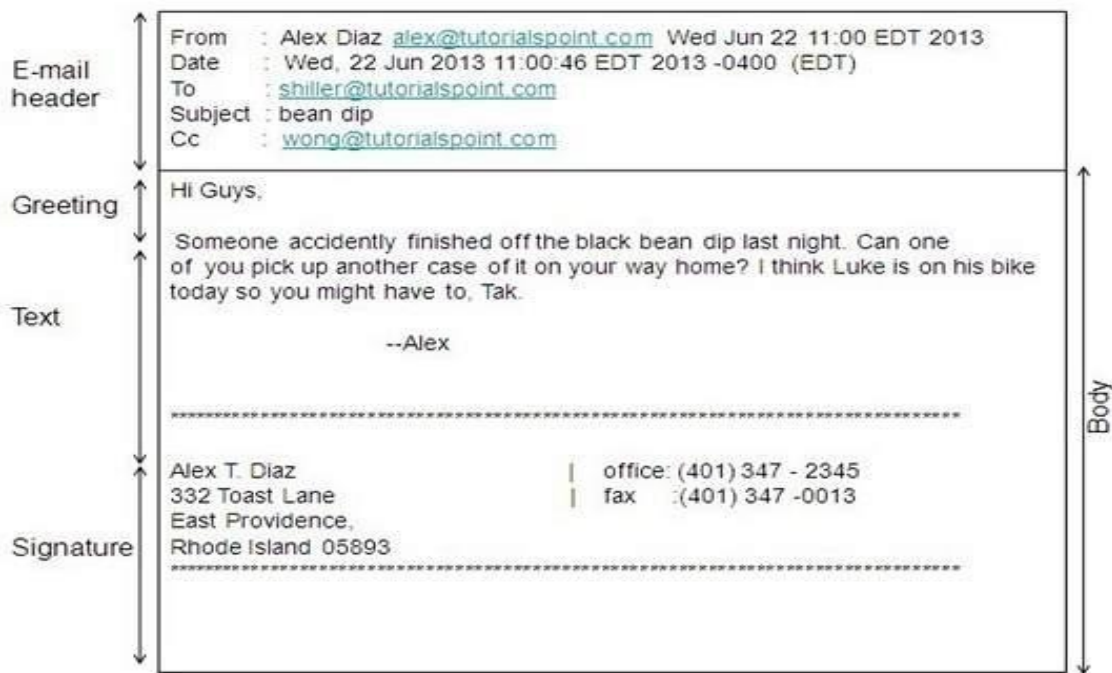 E-mail
header
From : Alex Diaz alex@tutorialspoint.com Wed Jun 22 11:00 EDT 2013
Date : Wed, 22 Jun 2013 11:00:46 EDT 2013 -0400 (EDT)
To : shiller@tutorialspoint.com
Subject : bean dip
Cc : wong@tutorialspoint.com
Greeting
Hi Guys,
Text
Someone accidently finished off the black bean dip last night. Can one
of you pick up another case of it on your way home? I think Luke is on his bike
today so you might have to, Tak.
--Alex
Signature
Alex T. Diaz | office: (401) 347 - 2345
332 Toast Lane | fax :(401) 347 -0013
East Providence,
Rhode Island 05893
Body